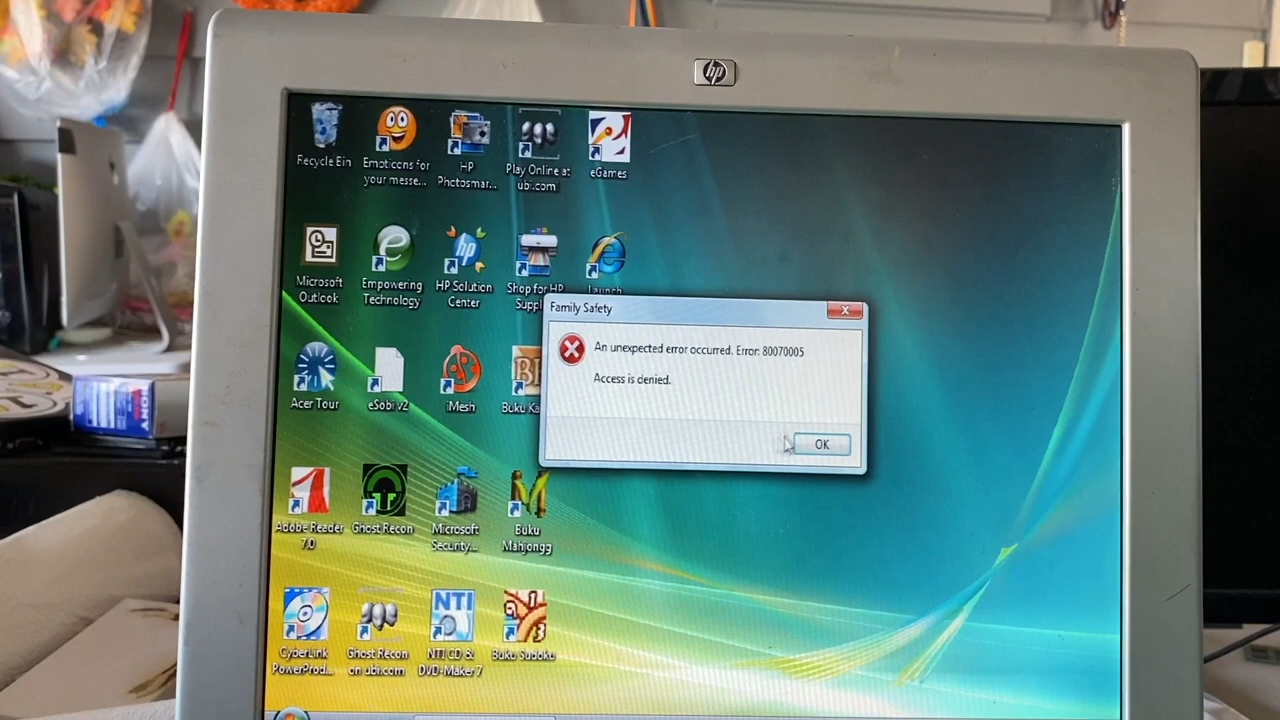 hp
Recycle Bin
Emoticons for
your messe...
HP
Photosmar...
Play Online at
ubi.com
eGames
Microsoft
Outlook
Empowering
Technology
HP Solution
Center
Shop for HP
Suppl
Launch
Family Safety
An unexpected error occurred. Error: 80070005
Access is denied.
OK
Acer Tour
eSobi v2
iMesh
Buku Ka
Adobe Reader
7.0
Ghost Recon
Microsoft
Security...
Buku
Mahjongg
CyberLink
PowerProd...
Ghost Recon
on ubi.com
NTI
NTI CD &
DVD-Maker 7
Buku Sudoku
SONY